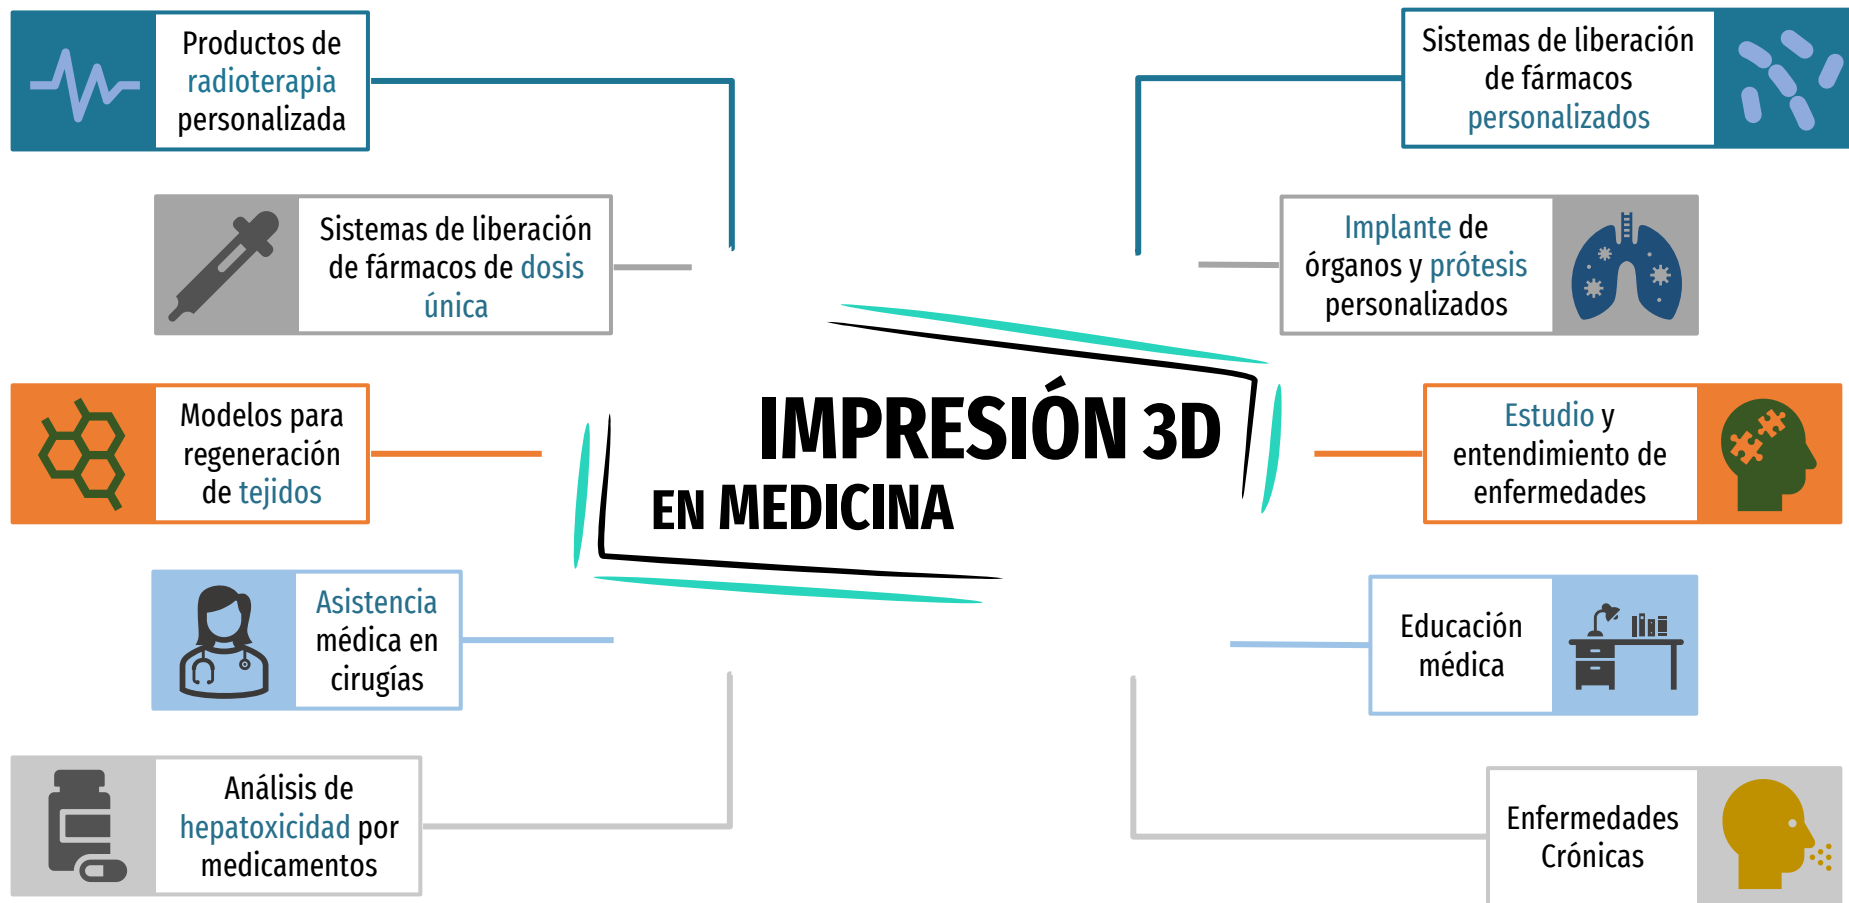 Productos de
radioterapia
personalizada
Sistemas de liberación
de fármacos de dosis
única
Modelos para
regeneración
de tejidos
Asistencia
médica en
cirugías
Análisis de
hepatoxicidad por
medicamentos
IMPRESIÓN 3D
EN MEDICINA
Sistemas de liberación
de fármacos
personalizados
Implante de
órganos y prótesis
personalizados
Estudio y
entendimiento de
enfermedades
Educación
médica
Enfermedades
Crónicas